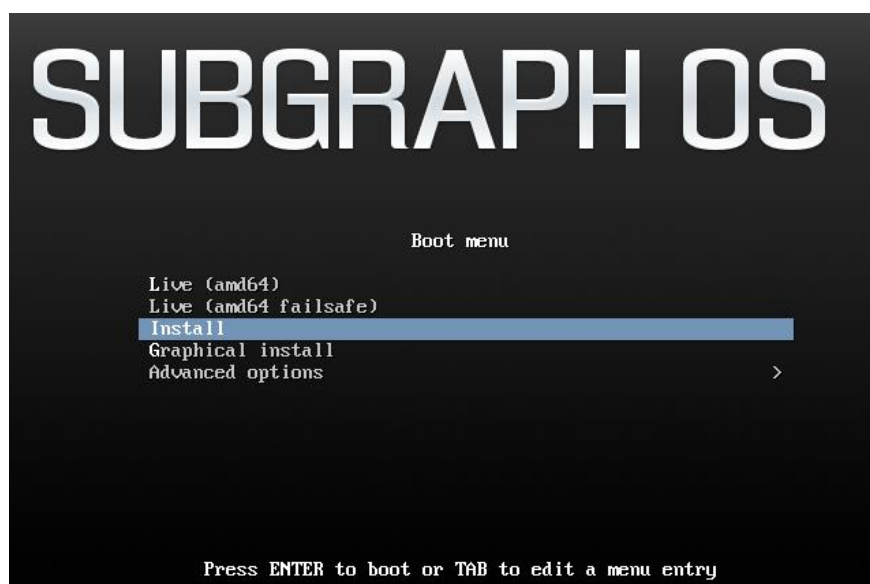 SUBGRAPH OS
Boot menu
Live (amd64)
Live (amd64 failsafe)
Install
Graphical install
Advanced options >
Press ENTER to boot or TAB to edit a menu entry